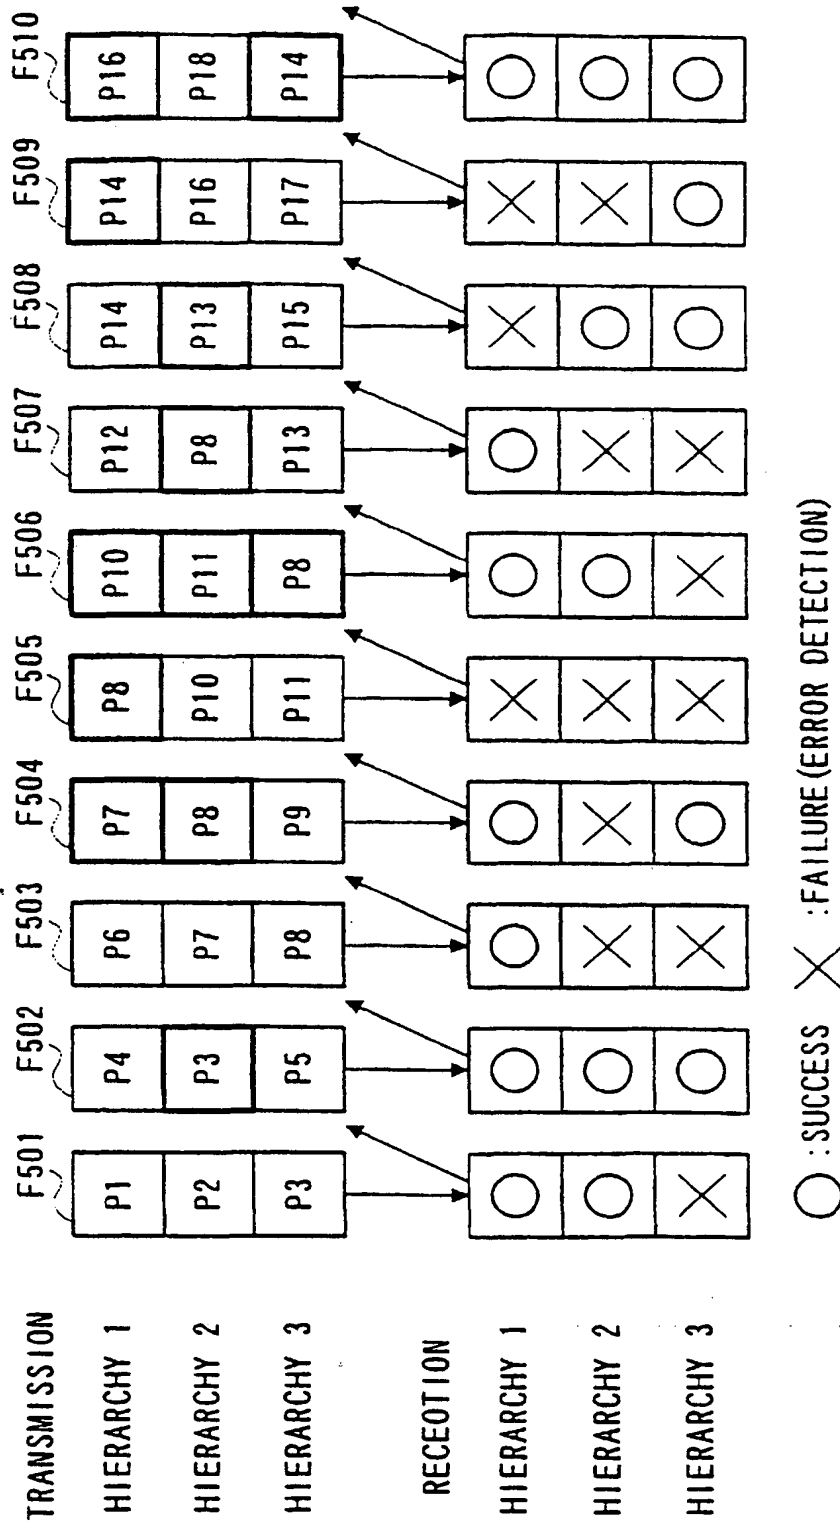 F501 F502 F503 F504 F505 F506 F507 F508 F509 F510
TRANSMISSION
HIERARCHY 1 P1 P4 P6 P7 P8 P10 P12 P14 P14 P16
HIERARCHY 2 P2 P3 P7 P8 P10 P11 P8 P13 P16 P18
HIERARCHY 3 P3 P5 P8 P9 P11 P8 P13 P15 P17 P14
RECEOTION
HIERARCHY 1
HIERARCHY 2
HIERARCHY 3
:SUCCESS :FAILURE(ERROR DETECTION)